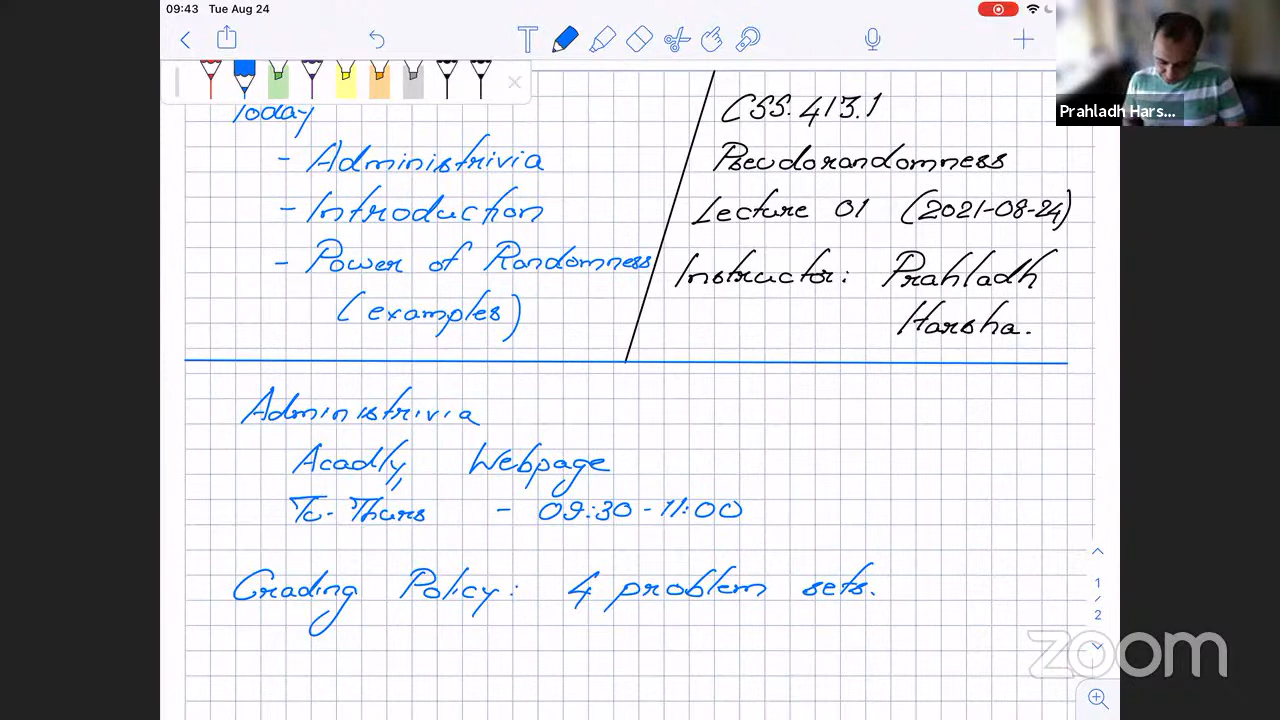 09:43 Tue Aug 24
Prahladh Hars...
Today
- Administrivia
- Introduction
- Power of Randomness
(examples)
CSS.413.1
Pseudorandomness
Lecture 01 (2021-08-24)
Instructor: Prahladh
Harsha.
Administrivia
Acadly, Webpage
Tu-Thurs - 09:30-11:00
Grading Policy: 4 problem sets.
1
/
2
zoom